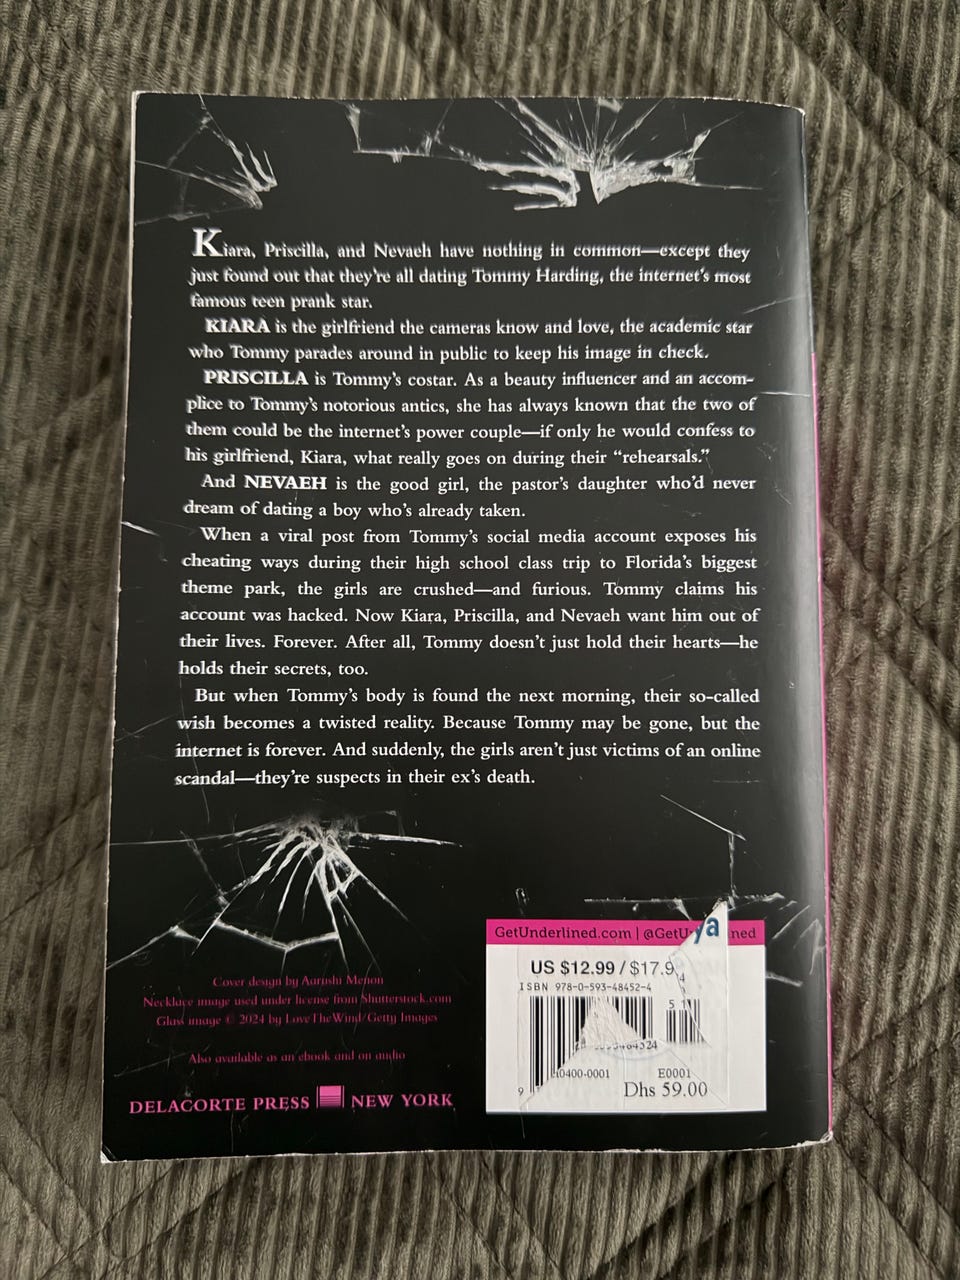 Kiara, Priscilla, and Nevaeh have nothing in common—except they
just found out that they're all dating Tommy Harding, the internet's most
famous teen prank star.
KIARA is the girlfriend the cameras know and love, the academic star
who Tommy parades around in public to keep his image in check.
PRISCILLA is Tommy's costar. As a beauty influencer and an accom-
plice to Tommy's notorious antics, she has always known that the two of
them could be the internet's power couple—if only he would confess to
his girlfriend, Kiara, what really goes on during their “rehearsals.”
And NEVAEH is the good girl, the pastor's daughter who'd never
dream of dating a boy who's already taken.
When a viral post from Tommy's social media account exposes his
cheating ways during their high school class trip to Florida's biggest
theme park, the girls are crushed—and furious. Tommy claims his
account was hacked. Now Kiara, Priscilla, and Nevaeh want him out of
their lives. Forever. After all, Tommy doesn't just hold their hearts—he
holds their secrets, too.
But when Tommy's body is found the next morning, their so-called
wish becomes a twisted reality. Because Tommy may be gone, but the
internet is forever. And suddenly, the girls aren't just victims of an online
scandal—they're suspects in their ex's death.
Cover design by Aarushi Menon
Necklace image used under license from Shutterstock.com
Glass image © 2024 by LoveTheWind/Getty Images
Also available as an ebook and on audio
DELACORTE PRESS NEW YORK
GetUnderlined.com | @GetU ya ned
US $12.99 / $17.9
ISBN 978-0-593-48452-4
5 1
9
10400-0001 E0001
Dhs 59.00